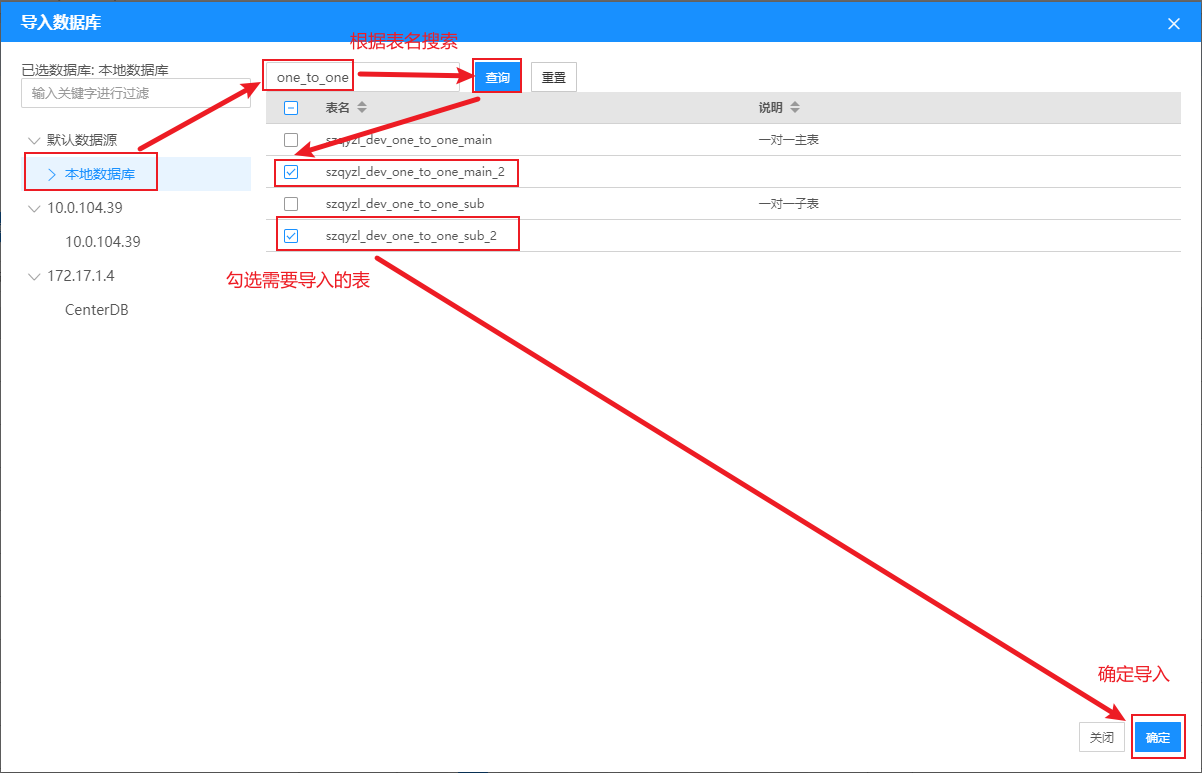 导入数据库
根据表名搜索
已选数据库: 本地数据库
输入关键字进行过滤
one_to_one
查询
重置
表名
说明
默认数据源
szqyzl_dev_one_to_one_main
一对一主表
本地数据库
szqyzl_dev_one_to_one_main_2
10.0.104.39
szqyzl_dev_one_to_one_sub
一对一子表
10.0.104.39
szqyzl_dev_one_to_one_sub_2
172.17.1.4
勾选需要导入的表
CenterDB
确定导入
关闭
确定